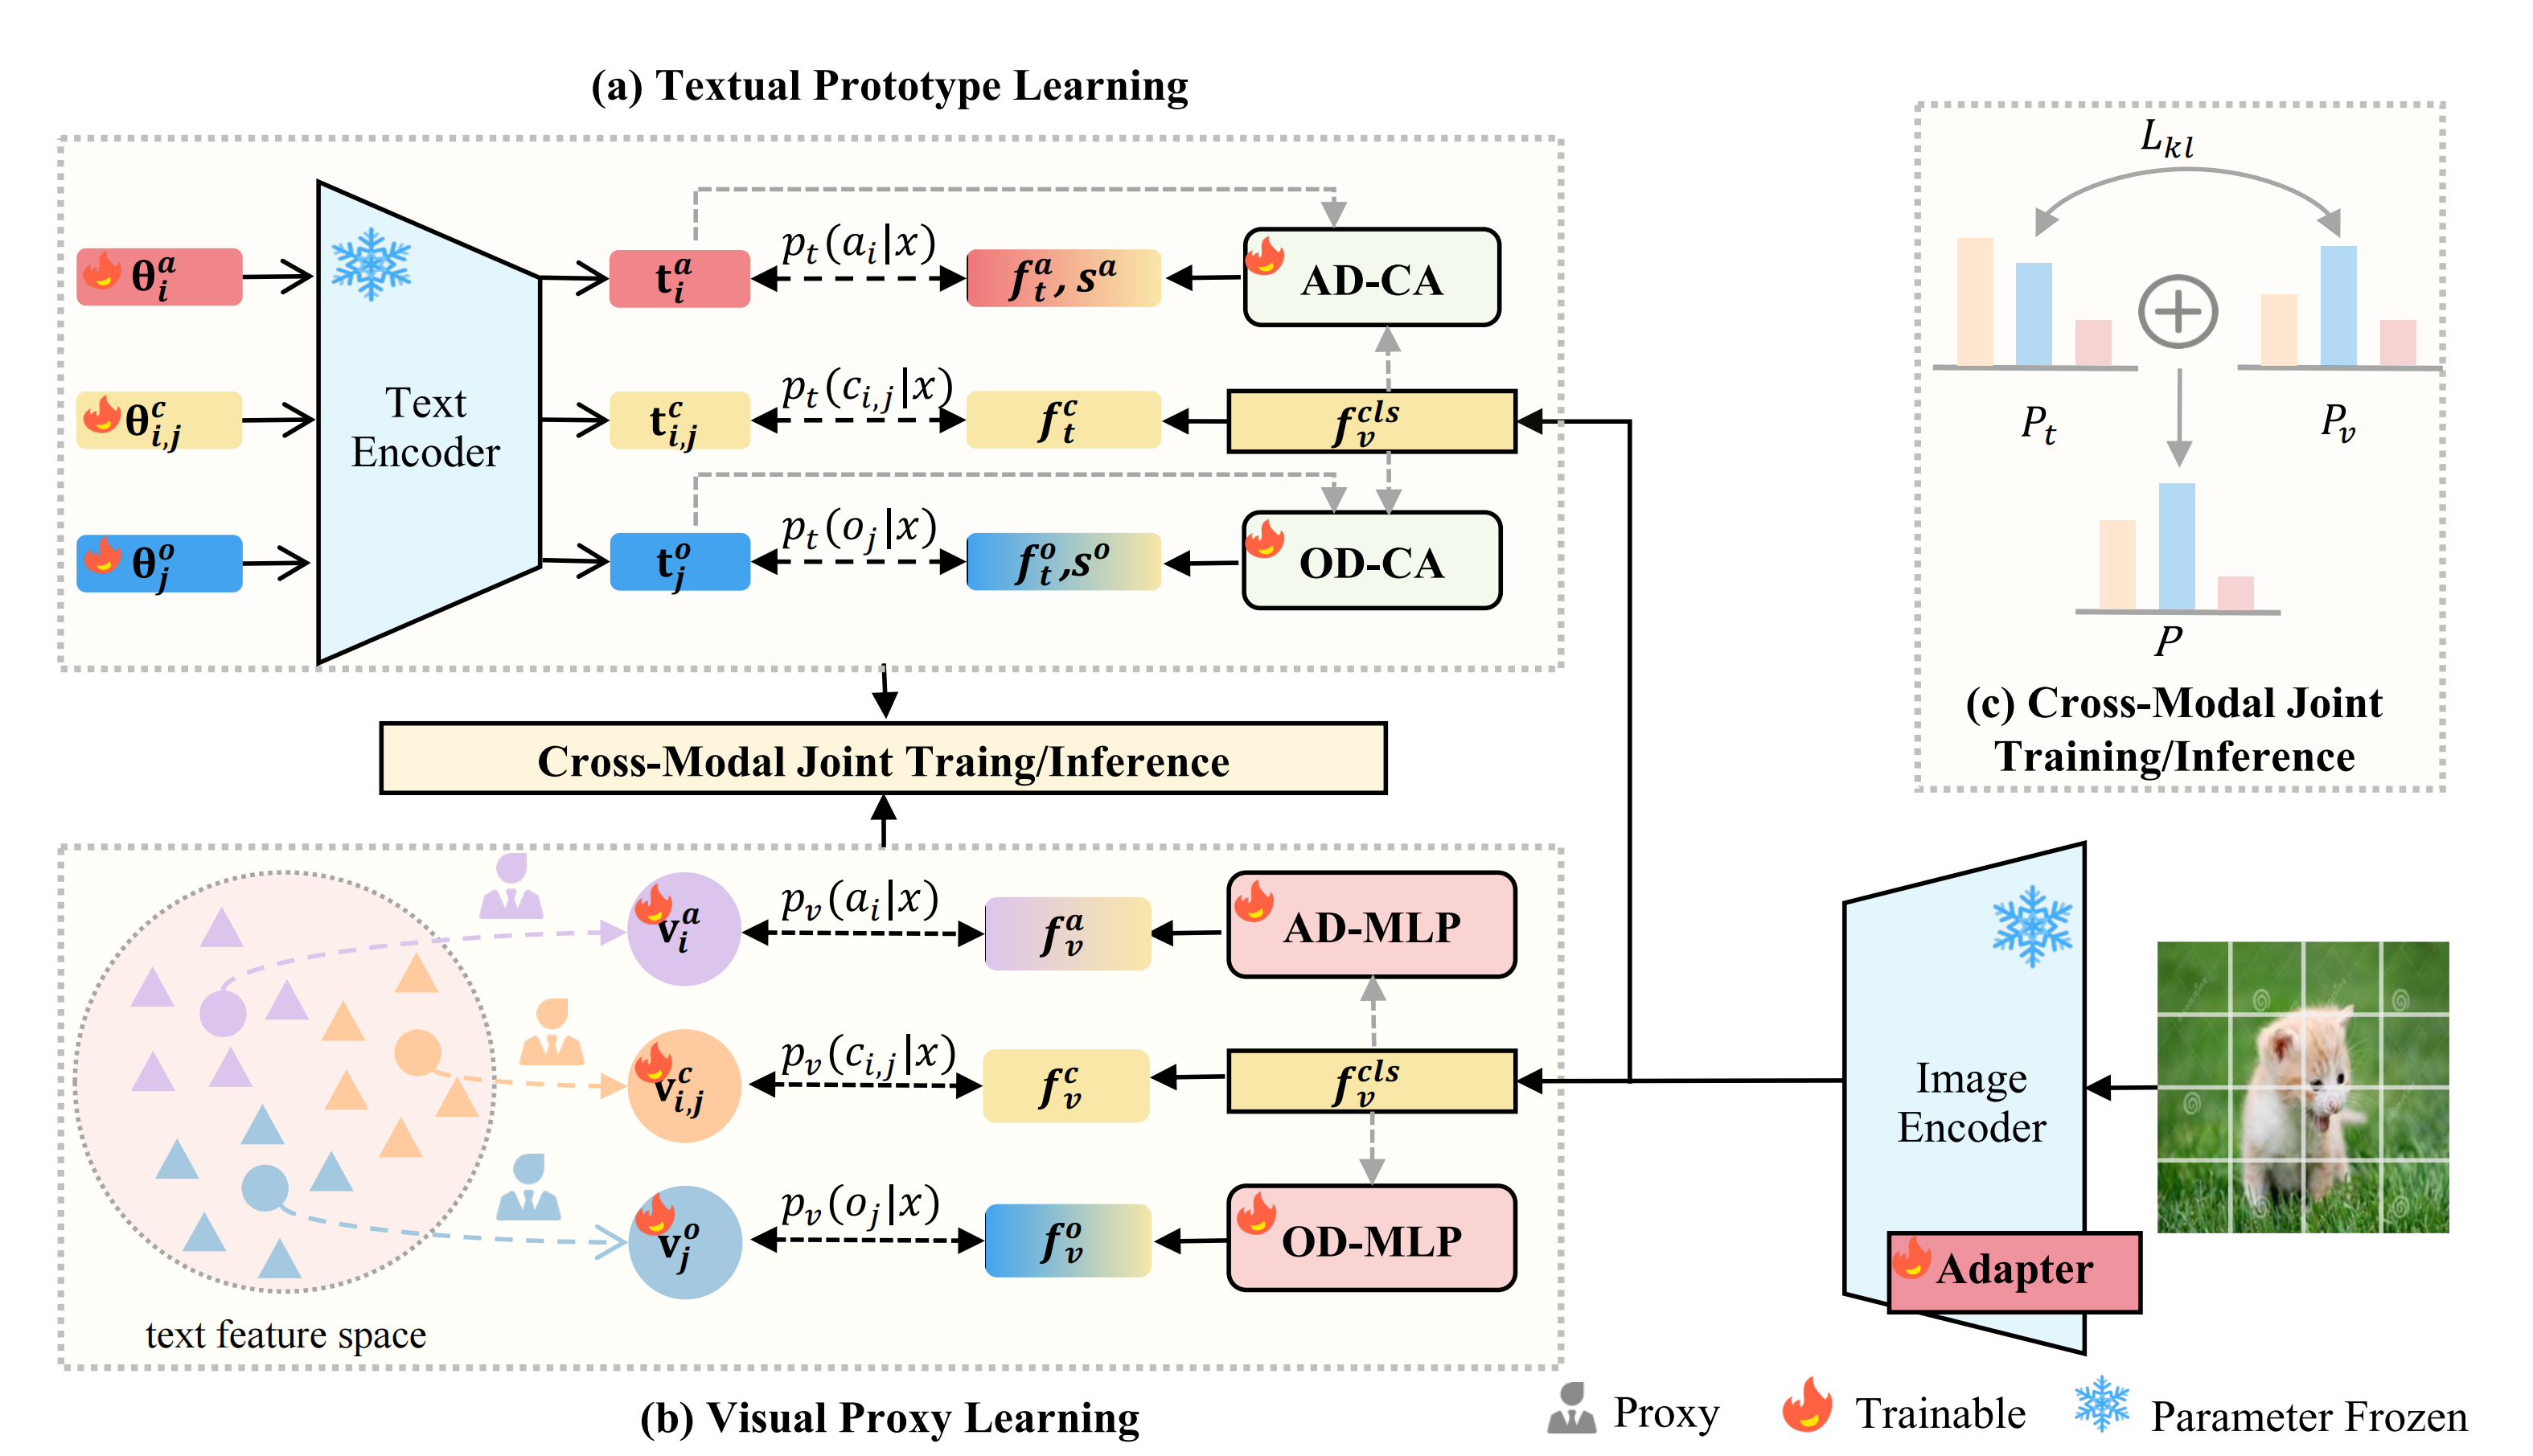 (a) Textual Prototype Learning
θ_i^a
t_i^a
p_t(a_i|x)
f_t^a, s^a
AD-CA
θ_{i,j}^c
Text
Encoder
t_{i,j}^c
p_t(c_{i,j}|x)
f_t^c
f_v^{cls}
θ_j^o
t_j^o
p_t(o_j|x)
f_t^o,s^o
OD-CA
Cross-Modal Joint Traing/Inference
v_i^a
p_v(a_i|x)
f_v^a
AD-MLP
v_{i,j}^c
p_v(c_{i,j}|x)
f_v^c
f_v^{cls}
v_j^o
p_v(o_j|x)
f_v^o
OD-MLP
text feature space
(b) Visual Proxy Learning
L_{kl}
P_t
P_v
P
(c) Cross-Modal Joint
Training/Inference
Image
Encoder
Adapter
Proxy
Trainable
Parameter Frozen